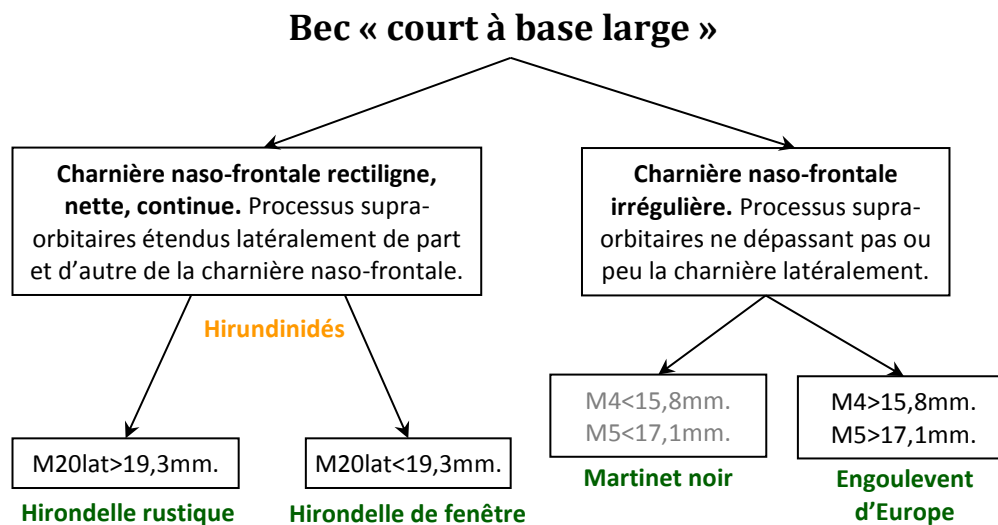 Bec « court à base large »
Charnière naso-frontale rectiligne,
nette, continue. Processus supra-
orbitaires étendus latéralement de part
et d’autre de la charnière naso-frontale.
Charnière naso-frontale
irrégulière. Processus supra-
orbitaires ne dépassant pas ou
peu la charnière latéralement.
Hirundinidés
M20lat>19,3mm.
Hirondelle rustique
M20lat<19,3mm.
Hirondelle de fenêtre
M4<15,8mm.
M5<17,1mm.
Martinet noir
M4>15,8mm.
M5>17,1mm.
Engoulevent
d’Europe